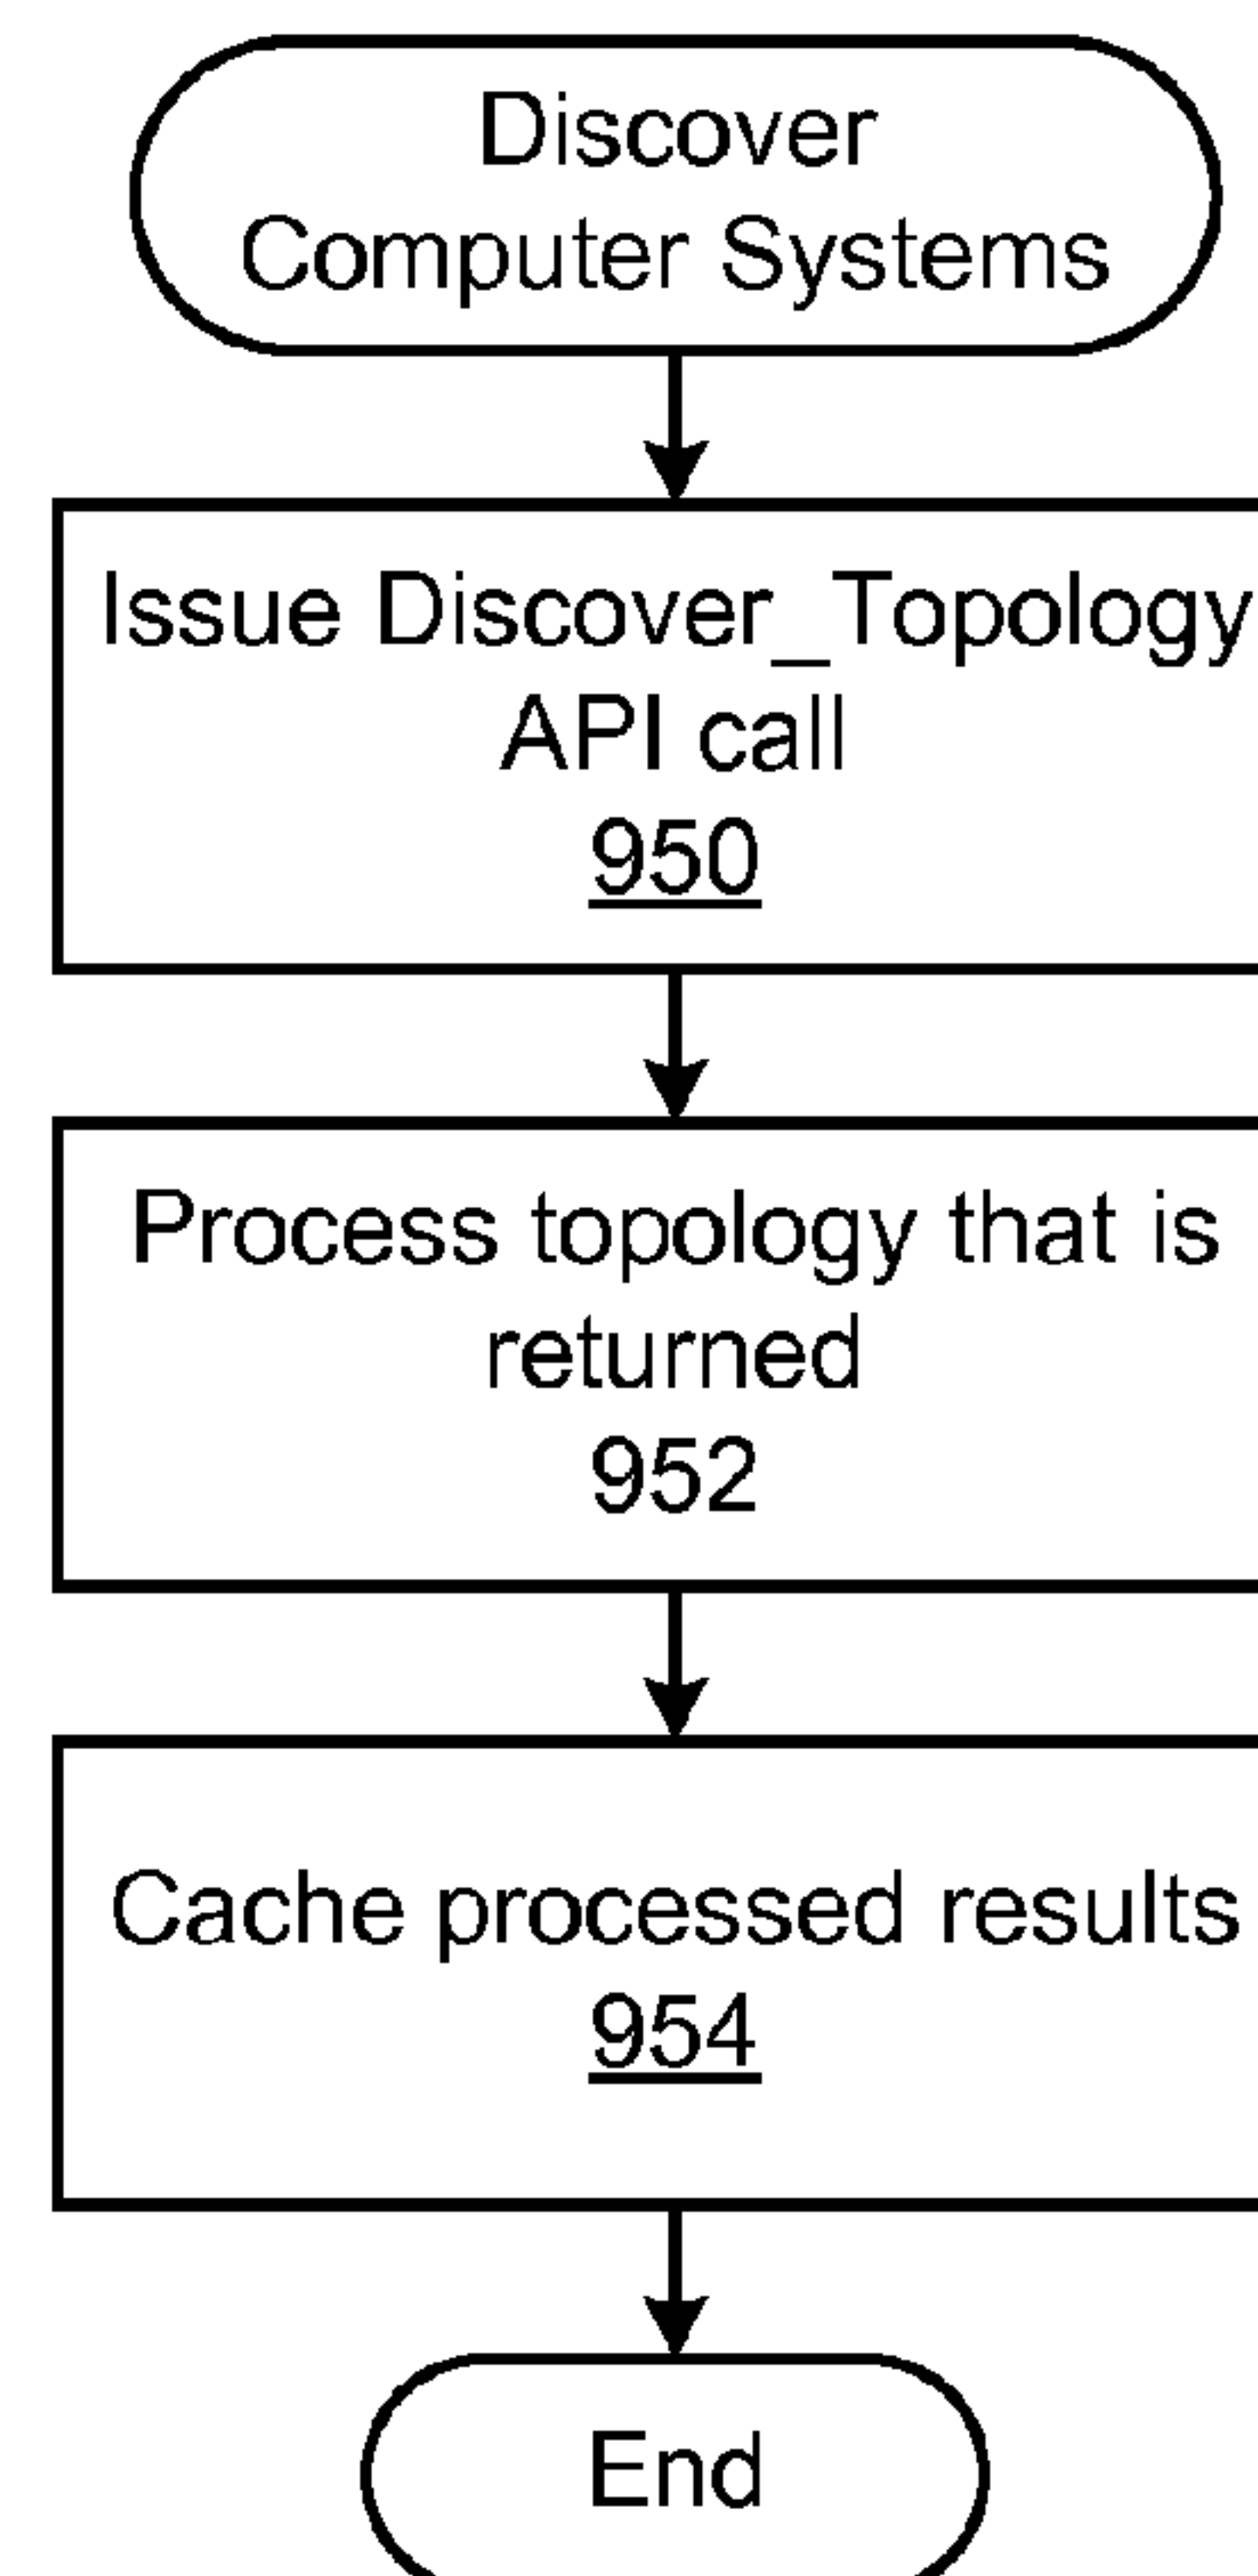 Discover
Computer Systems
Issue Discover_Topology
API call
950
Process topology that is
returned
952
Cache processed results
954
End